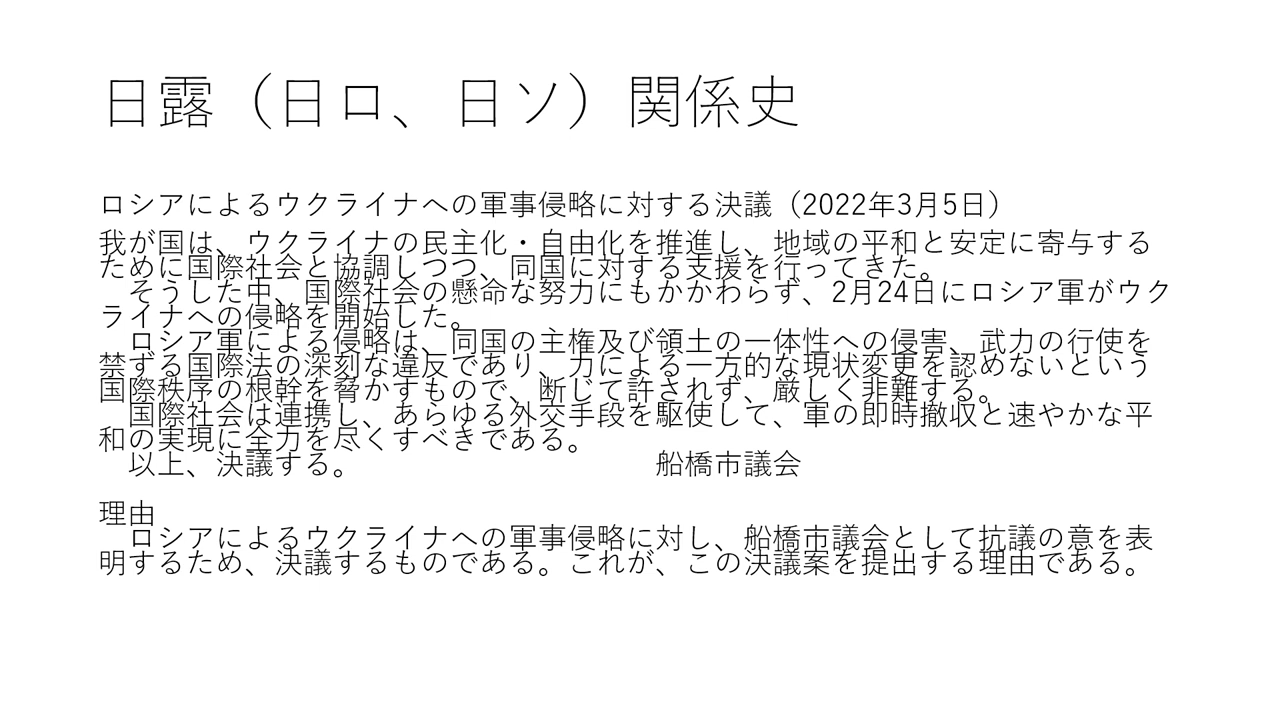 日露（日ロ、日ソ）関係史
ロシアによるウクライナへの軍事侵略に対する決議（2022年3月5日）
我が国は、ウクライナの民主化・自由化を推進し、地域の平和と安定に寄与する
ために国際社会と協調しつつ、同国に対する支援を行ってきた。
　そうした中、国際社会の懸命な努力にもかかわらず、2月24日にロシア軍がウク
ライナへの侵略を開始した。
　ロシア軍による侵略は、同国の主権及び領土の一体性への侵害、武力の行使を
禁ずる国際法の深刻な違反であり、力による一方的な現状変更を認めないという
国際秩序の根幹を脅かすもので、断じて許されず、厳しく非難する。
　国際社会は連携し、あらゆる外交手段を駆使して、軍の即時撤収と速やかな平
和の実現に全力を尽くすべきである。
　以上、決議する。　　　　　　　　　　　船橋市議会
理由
　ロシアによるウクライナへの軍事侵略に対し、船橋市議会として抗議の意を表
明するため、決議するものである。これが、この決議案を提出する理由である。